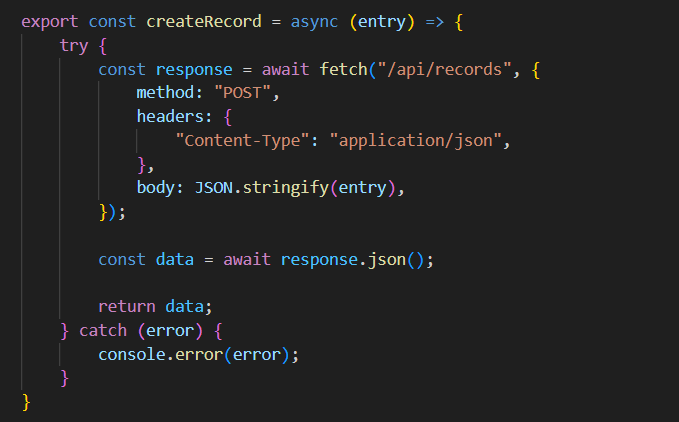 export const createRecord = async (entry) => {
    try {
        const response = await fetch("/api/records", {
            method: "POST",
            headers: {
                "Content-Type": "application/json",
            },
            body: JSON.stringify(entry),
        });

        const data = await response.json();

        return data;
    } catch (error) {
        console.error(error);
    }
}